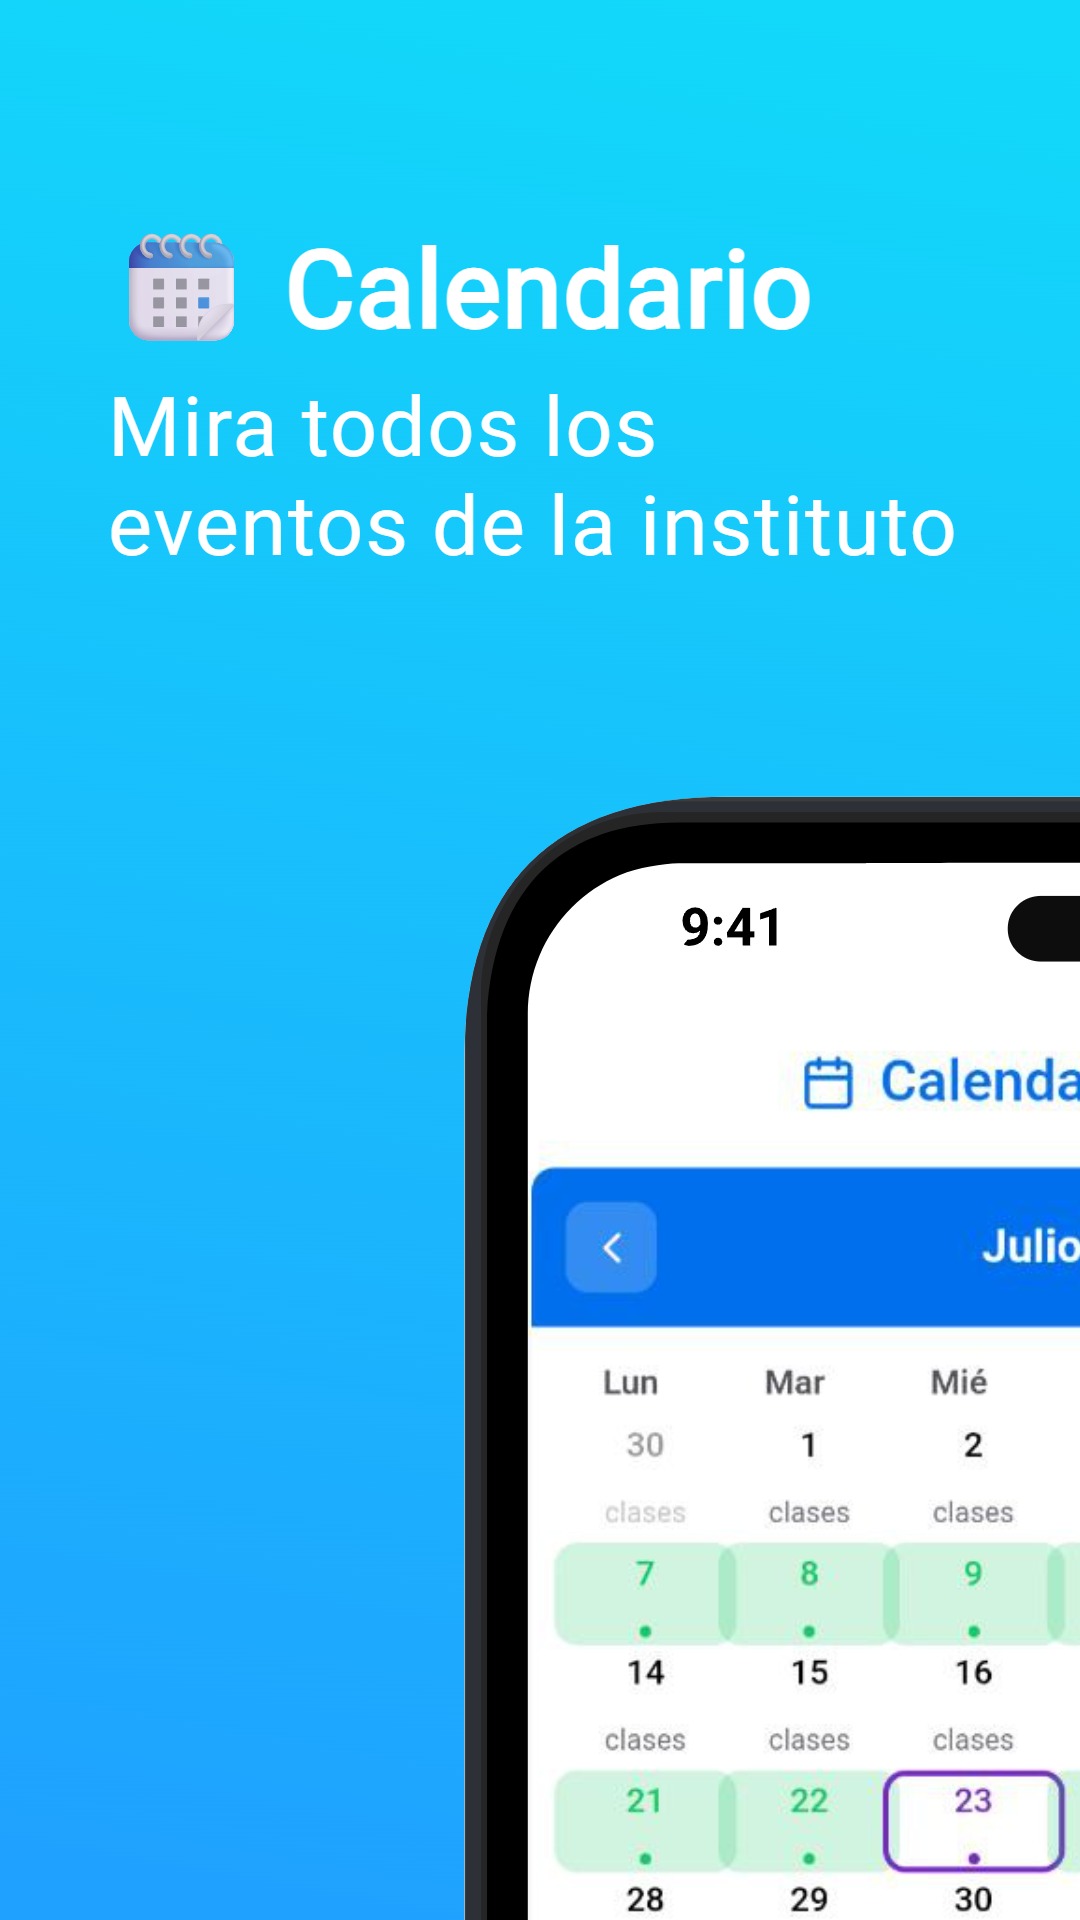 Calendario
Mira todos los
eventos de la instituto
9:41
Calenda
Julio
Lun Mar Mié
30 1 2
clases clases clases
7 8 9
14 15 16
clases clases clases
21 22 23
28 29 30